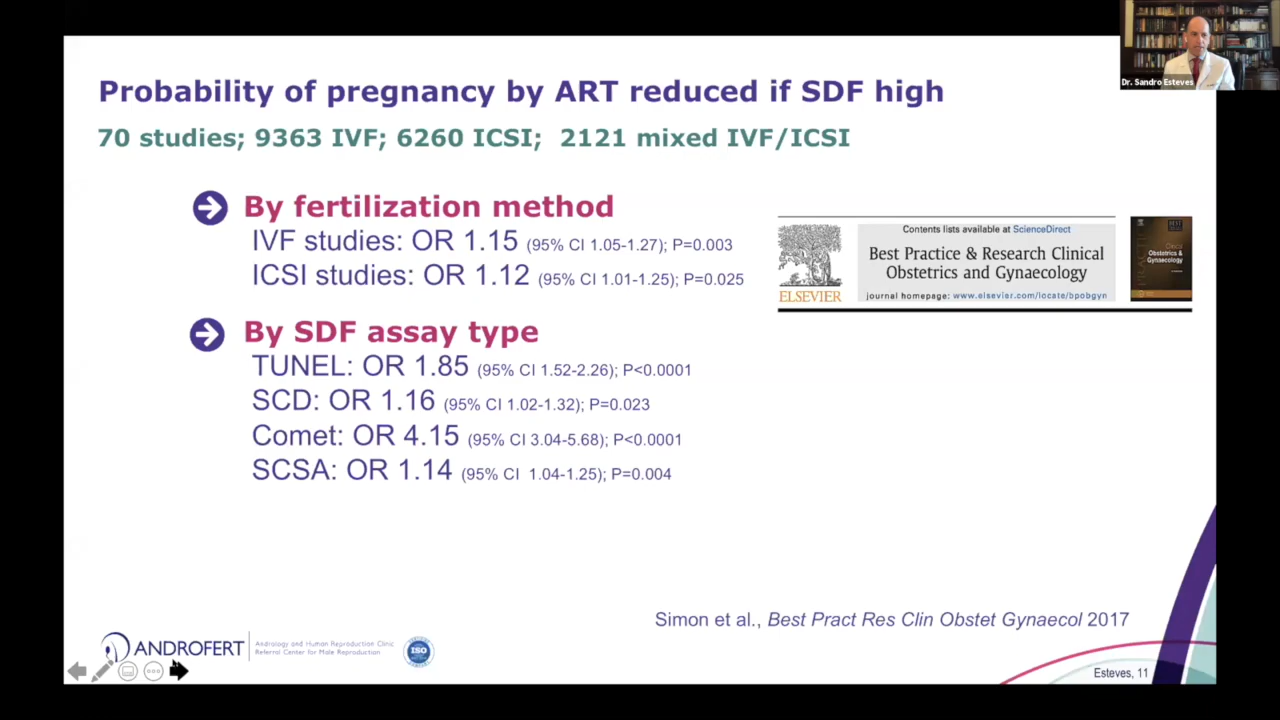 Dr. Sandro Esteves
Probability of pregnancy by ART reduced if SDF high
70 studies; 9363 IVF; 6260 ICSI; 2121 mixed IVF/ICSI
By fertilization method
IVF studies: OR 1.15 (95% CI 1.05-1.27); P=0.003
ICSI studies: OR 1.12 (95% CI 1.01-1.25); P=0.025
By SDF assay type
TUNEL: OR 1.85 (95% CI 1.52-2.26); P<0.0001
SCD: OR 1.16 (95% CI 1.02-1.32); P=0.023
Comet: OR 4.15 (95% CI 3.04-5.68); P<0.0001
SCSA: OR 1.14 (95% CI 1.04-1.25); P=0.004
ELSEVIER
Contents lists available at ScienceDirect
Best Practice & Research Clinical
Obstetrics and Gynaecology
journal homepage: www.elsevier.com/locate/bpobgyn
Obstetrics &
Gynaecology
Simon et al., Best Pract Res Clin Obstet Gynaecol 2017
ANDROFERT
Andrology and Human Reproduction Clinic
Referral Center for Male Reproduction
ISO
Esteves, 11